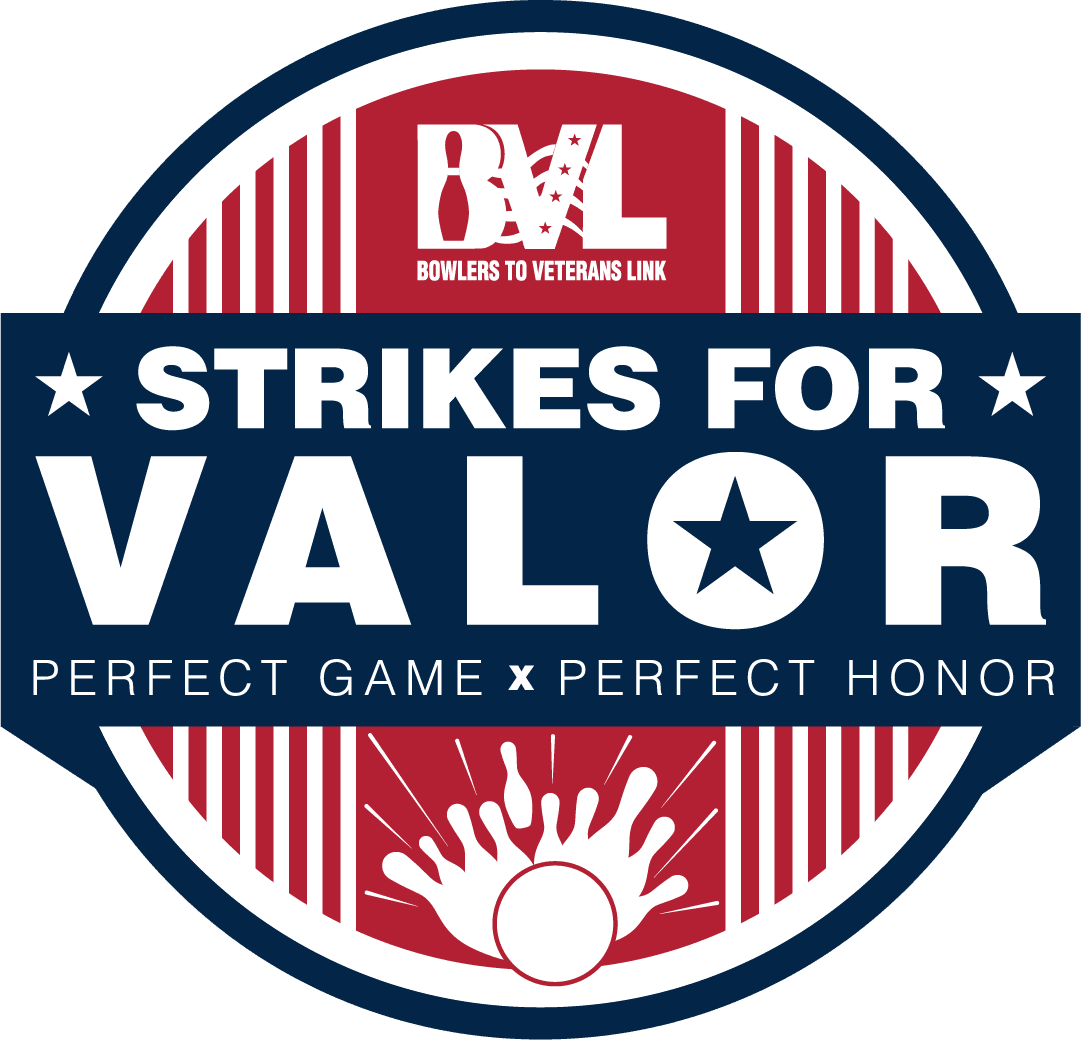 BVL
BOWLERS TO VETERANS LINK
STRIKES FOR
VALOR
PERFECT GAME x PERFECT HONOR